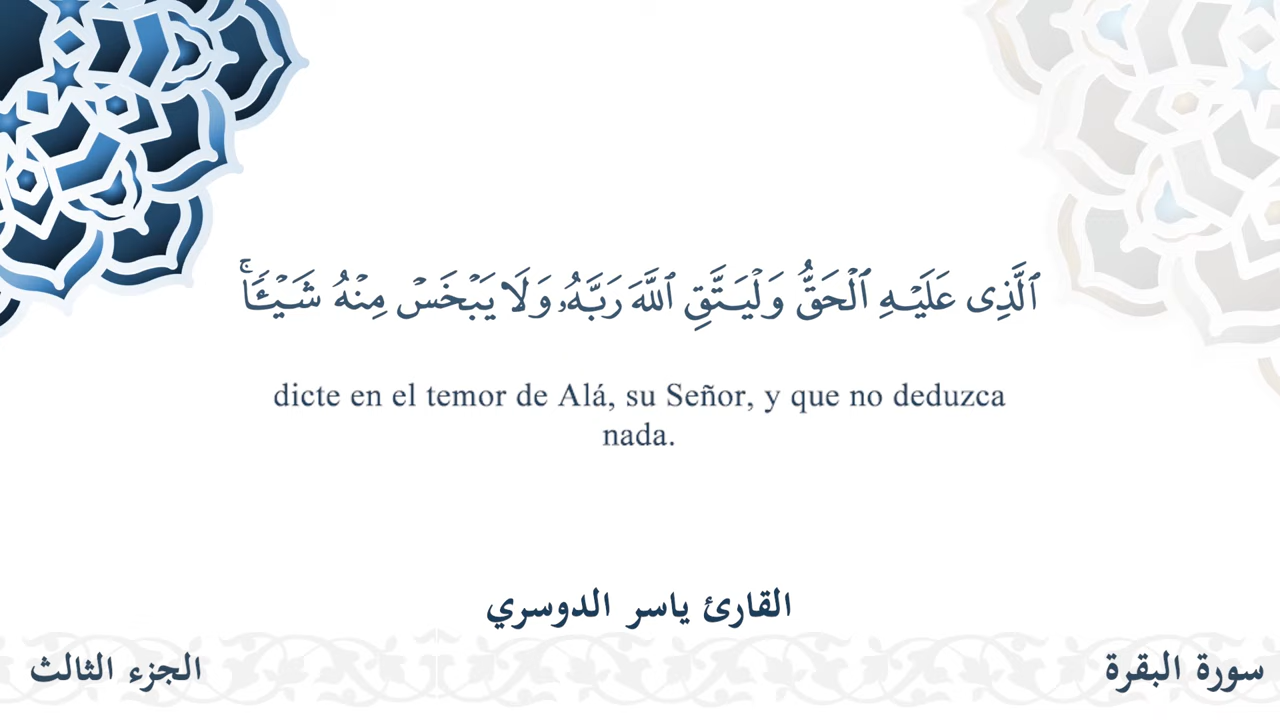 ٱلَّذِى عَلَيْهِ ٱلْحَقُّ وَلْيَتَّقِ ٱللَّهَ رَبَّهُۥ وَلَا يَبْخَسْ مِنْهُ شَيْـًٔا ۚ
dicte en el temor de Alá, su Señor, y que no deduzca
nada.
القارئ ياسر الدوسري
سورة البقرة
الجزء الثالث